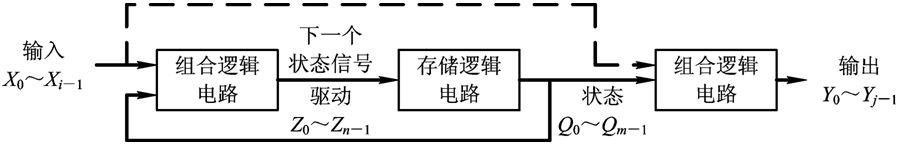 输入
X₀～Xᵢ₋₁
组合逻辑
电路
下一个
状态信号
驱动
Z₀～Zₙ₋₁
存储逻辑
电路
状态
Q₀～Qₘ₋₁
组合逻辑
电路
输出
Y₀～Yⱼ₋₁